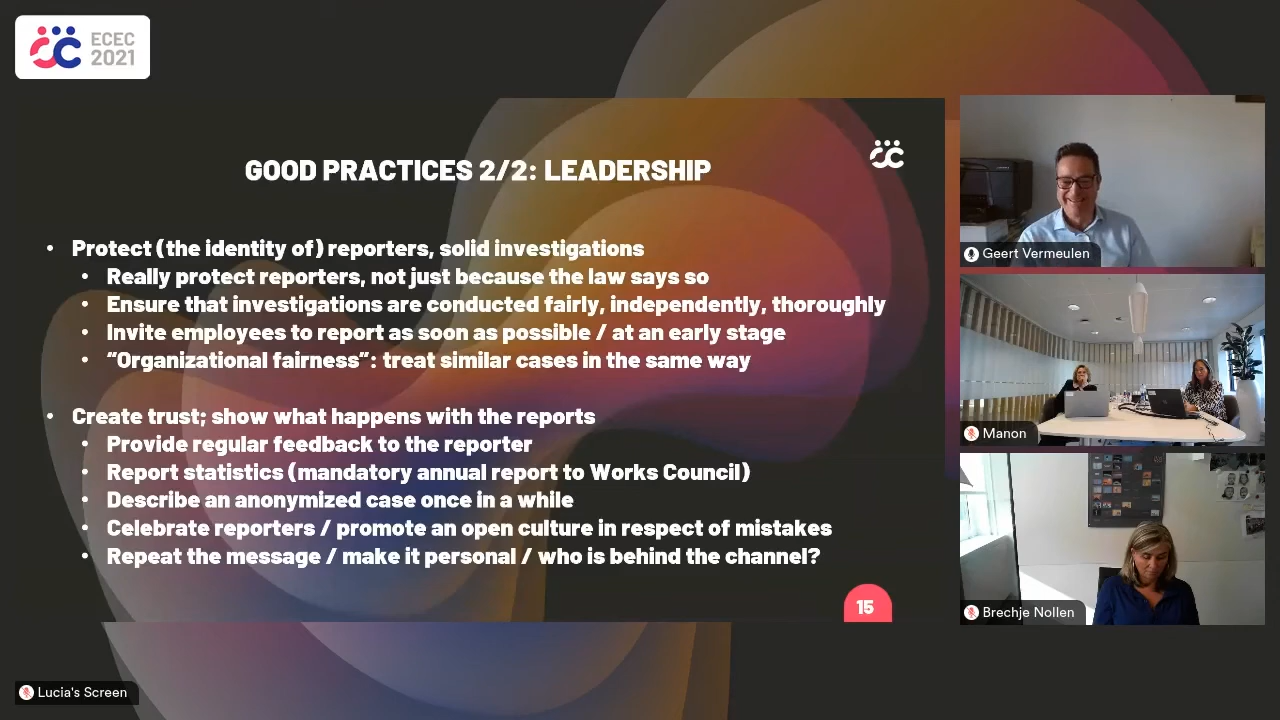 ECEC
2021
GOOD PRACTICES 2/2: LEADERSHIP
• Protect (the identity of) reporters, solid investigations
• Really protect reporters, not just because the law says so
• Ensure that investigations are conducted fairly, independently, thoroughly
• Invite employees to report as soon as possible / at an early stage
• “Organizational fairness”: treat similar cases in the same way
• Create trust; show what happens with the reports
• Provide regular feedback to the reporter
• Report statistics (mandatory annual report to Works Council)
• Describe an anonymized case once in a while
• Celebrate reporters / promote an open culture in respect of mistakes
• Repeat the message / make it personal / who is behind the channel?
15
Geert Vermeulen
Manon
Brechje Nollen
Lucia's Screen